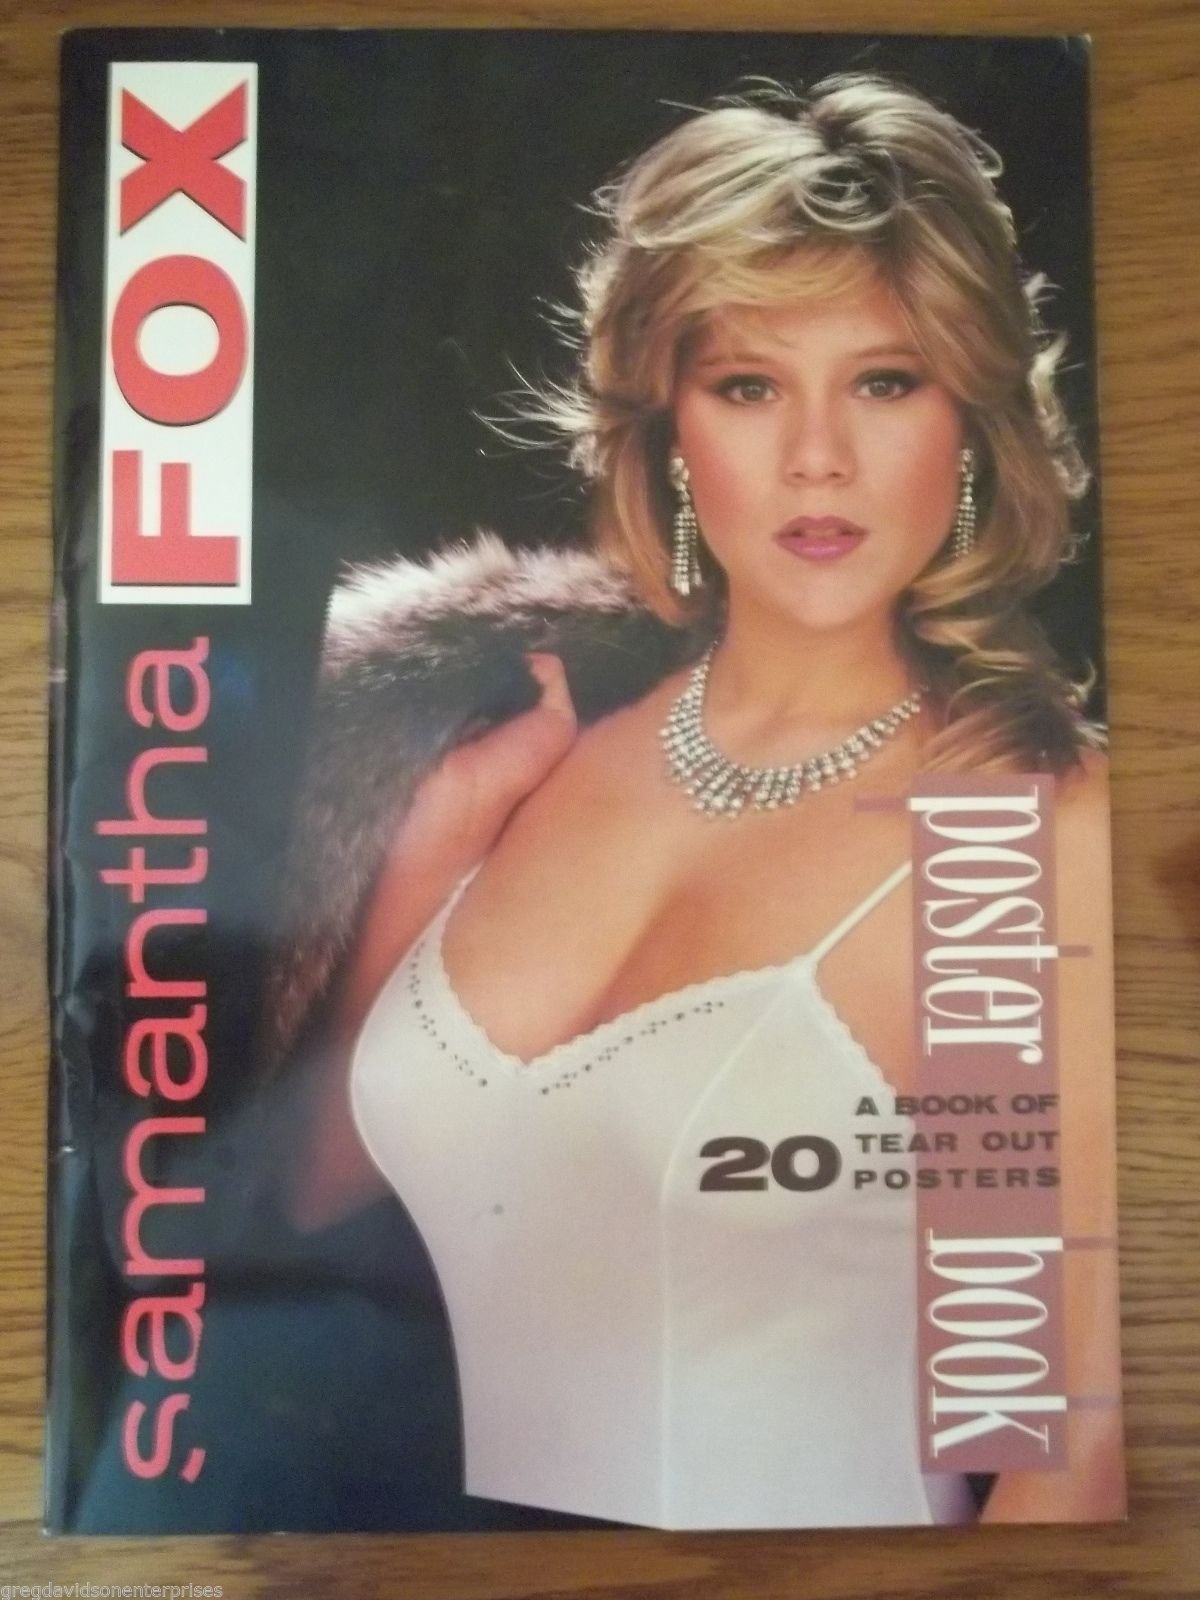 samantha FOX
poster book
20
A BOOK OF
TEAR OUT
POSTERS
gregdavidsonenterprises